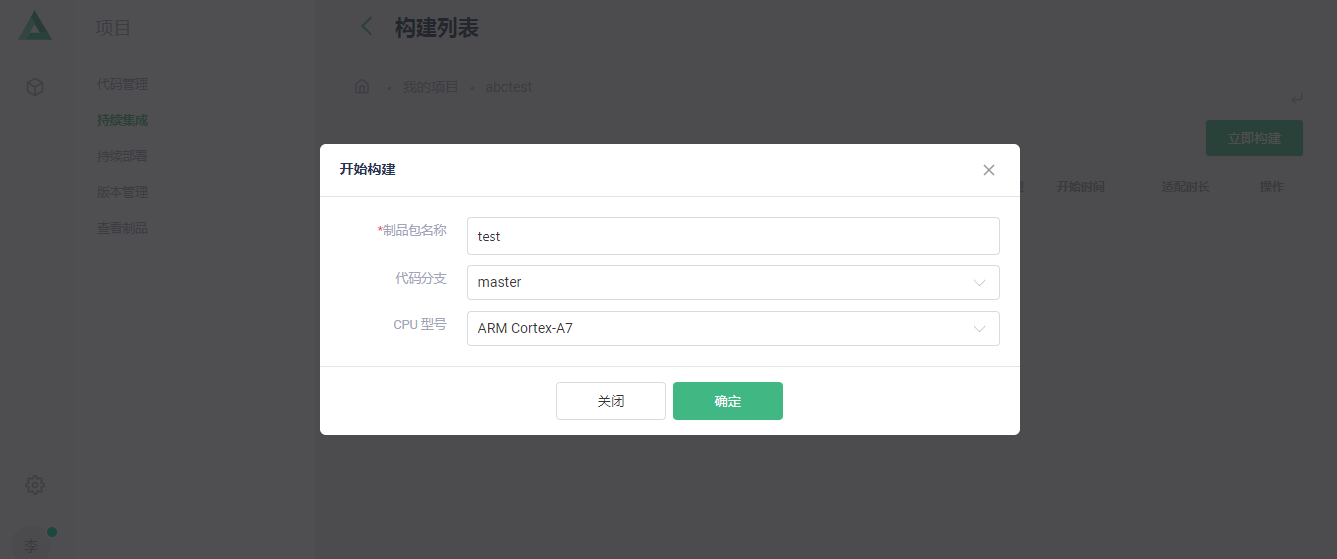 项目
代码管理
持续集成
持续部署
版本管理
查看制品
李
构建列表
我的项目 • abctest
立即构建
开始时间 适配时长 操作
开始构建
*制品包名称 test
代码分支 master
CPU 型号 ARM Cortex-A7
关闭 确定